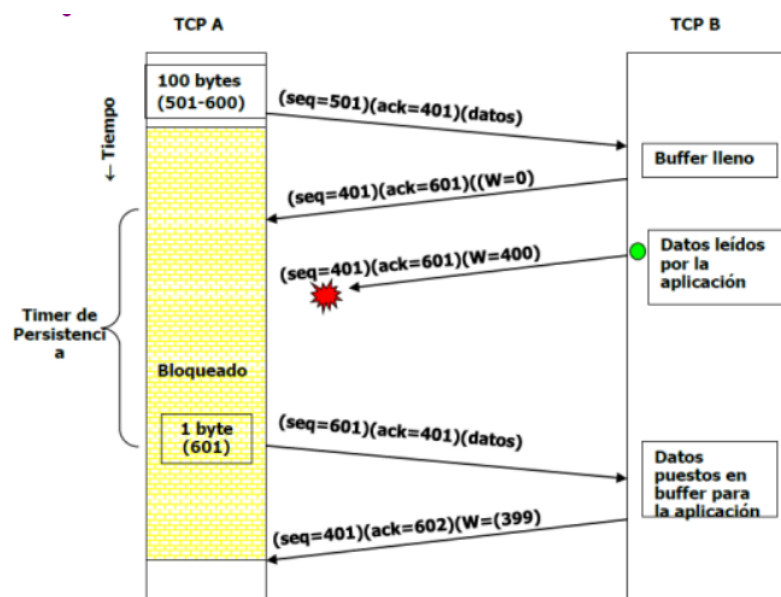 TCP A
TCP B
← Tiempo
100 bytes
(501-600)
(seq=501)(ack=401)(datos)
Buffer lleno
(seq=401)(ack=601)((W=0)
Datos leídos
por la
aplicación
(seq=401)(ack=601)(W=400)
Timer de
Persistenci
a
Bloqueado
1 byte
(601)
(seq=601)(ack=401)(datos)
Datos
puestos en
buffer para
la aplicación
(seq=401)(ack=602)(W=(399)